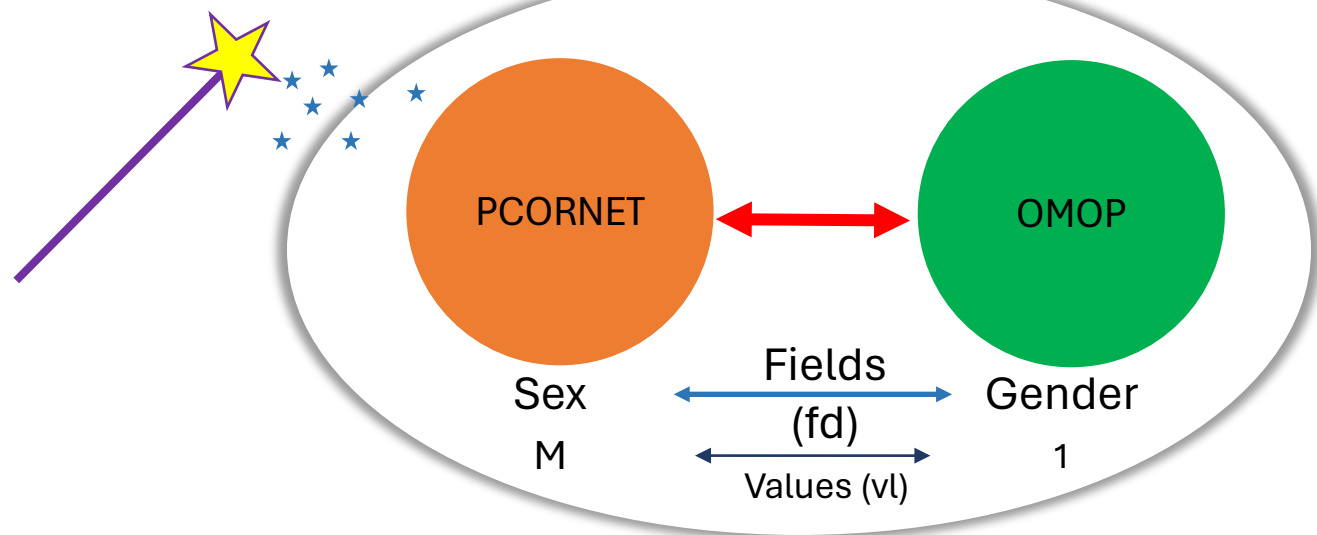 PCORNET
OMOP
Fields
Sex
Gender
(fd)
M
1
Values (vl)